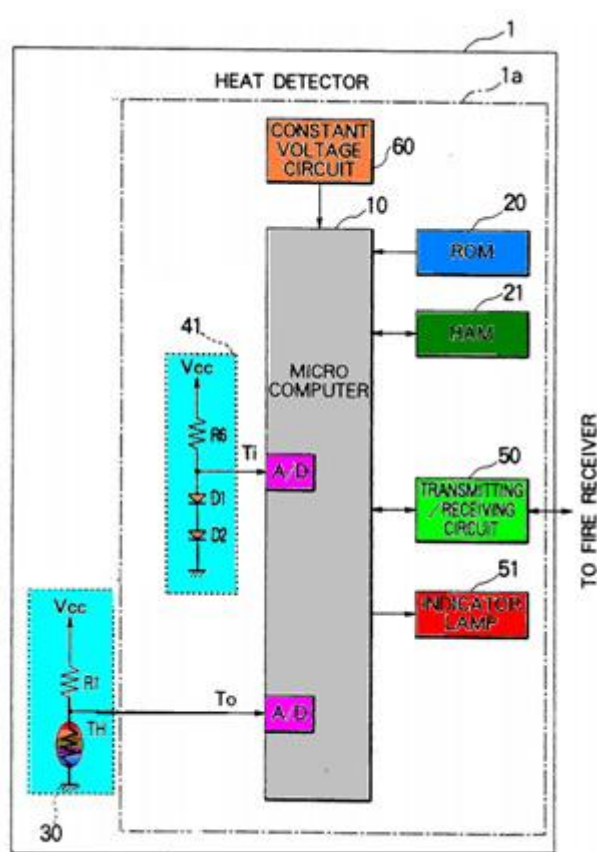 1
HEAT DETECTOR
1a
CONSTANT
VOLTAGE
CIRCUIT
60
10
20
ROM
21
HAM
41
Vcc
MICRO
COMPUTER
R6
Ti
A/D
D1
D2
50
TRANSMITTING
/RECEIVING
CIRCUIT
TO FIRE RECEIVER
51
INDICATOR
LAMP
Vcc
R1
To
A/D
TH
30